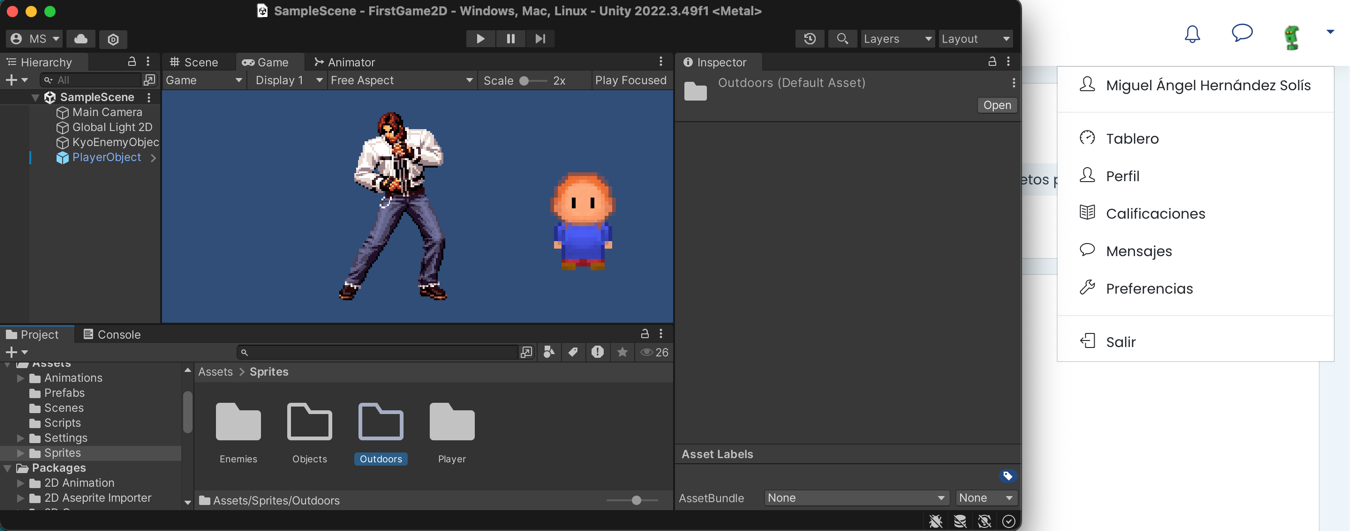 SampleScene - FirstGame2D - Windows, Mac, Linux - Unity 2022.3.49f1 <Metal>
MS
Layers
Layout
Hierarchy
All
SampleScene
Main Camera
Global Light 2D
KyoEnemyObjec
PlayerObject
Scene
Game
Animator
Game
Display 1
Free Aspect
Scale
2x
Play Focused
Inspector
Outdoors (Default Asset)
Open
Asset Labels
AssetBundle
None
None
Project
Console
26
Assets
Animations
Prefabs
Scenes
Scripts
Settings
Sprites
Packages
2D Animation
2D Aseprite Importer
Assets > Sprites
Enemies
Objects
Outdoors
Player
Assets/Sprites/Outdoors
etos p
Miguel Ángel Hernández Solís
Tablero
Perfil
Calificaciones
Mensajes
Preferencias
Salir